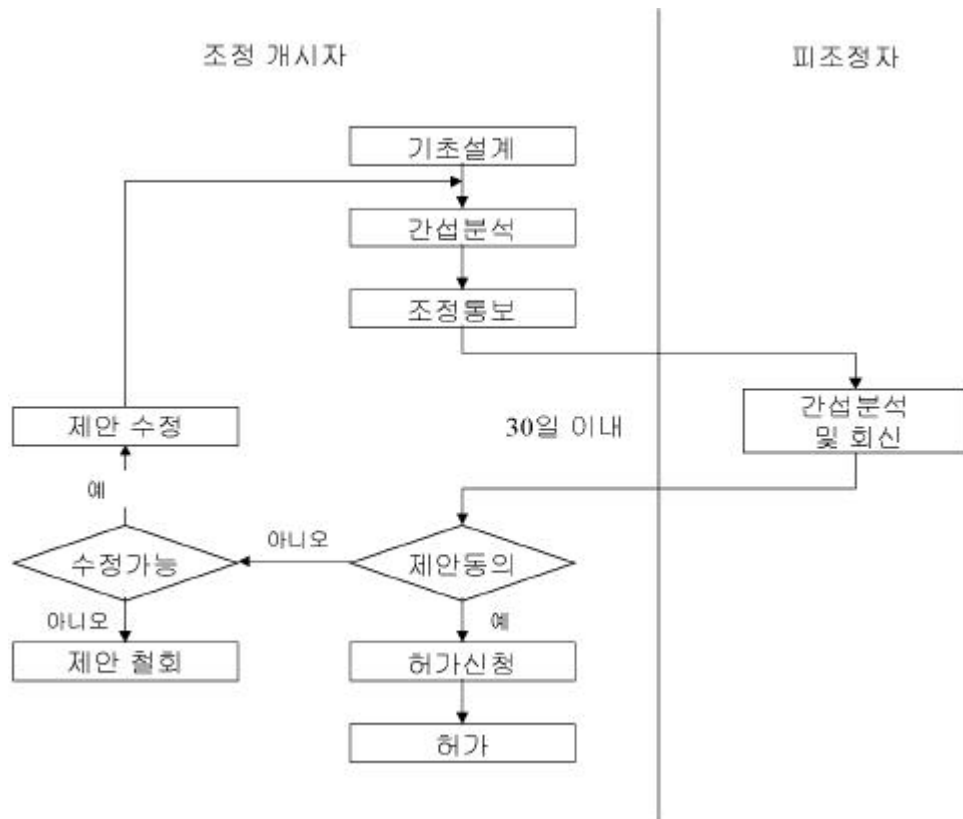 조정 개시자
피조정자
기초설계
간섭분석
조정통보
제안 수정
30일 이내
간섭분석
및 회신
예
아니오
수정가능
제안동의
아니오
예
제안 철회
허가신청
허가